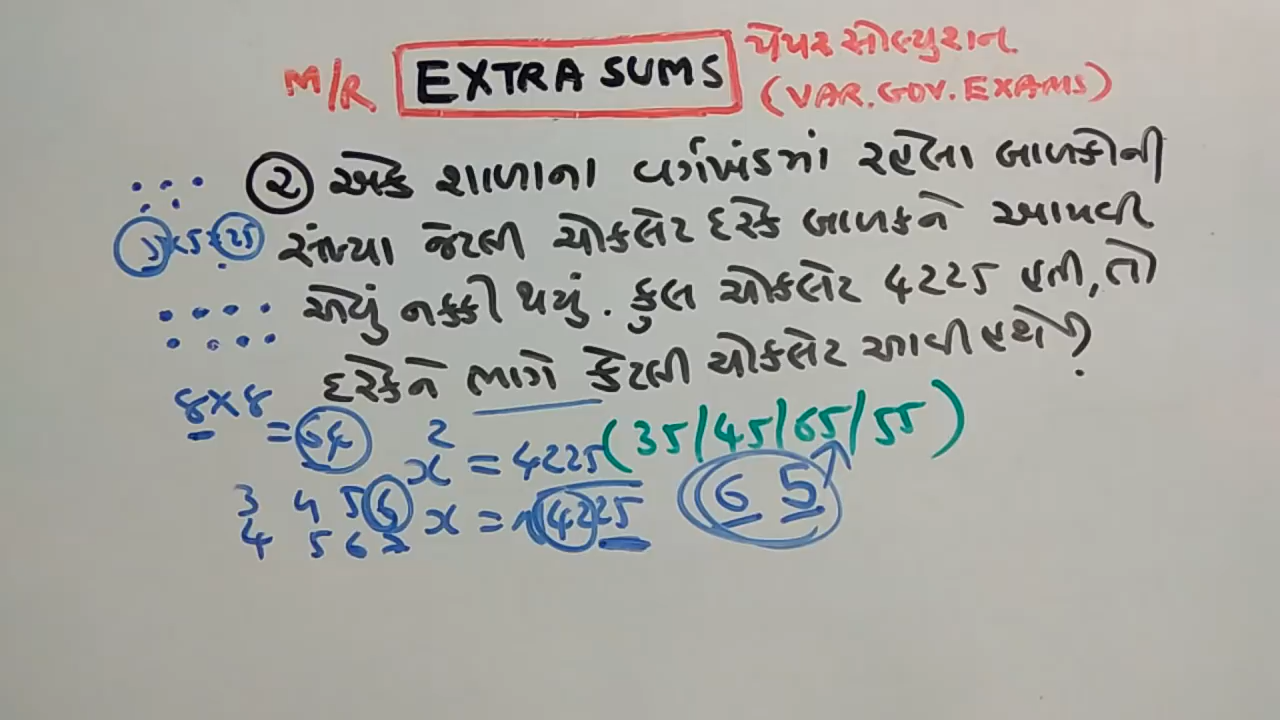 M/R EXTRA SUMS પેપર સોલ્યુશન
(VAR. GOV. EXAMS)
૨ એક શાળાના વર્ગખંડમાં રહેલા બાળકોની
સંખ્યા જેટલી ચોકલેટ દરેક બાળકને આપવી
એવું નક્કી થયું. કુલ ચોકલેટ 4225 હતી, તો
દરેકને ભાગે કેટલી ચોકલેટ આવી હશે?
5×5=25
8×8
=64
x² = 4225 (35/45/65/55)
x = √4225 65
3 4 5 6
4 5 6 7